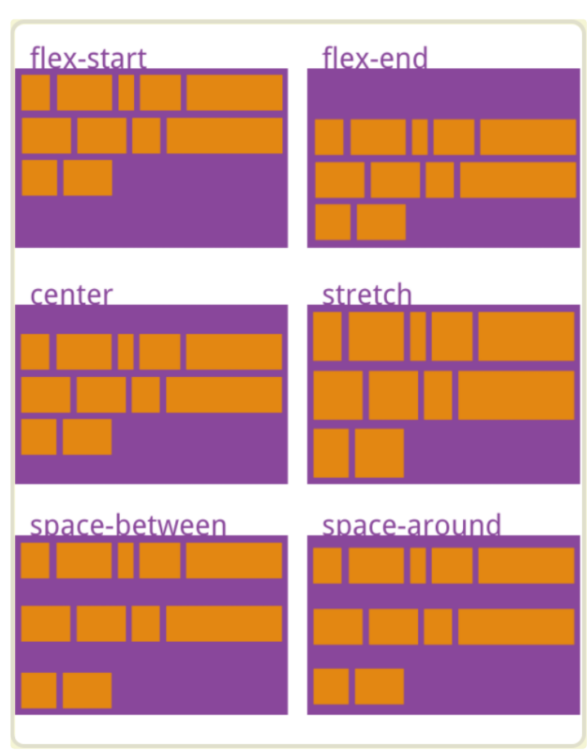 flex-start
flex-end
center
stretch
space-between
space-around